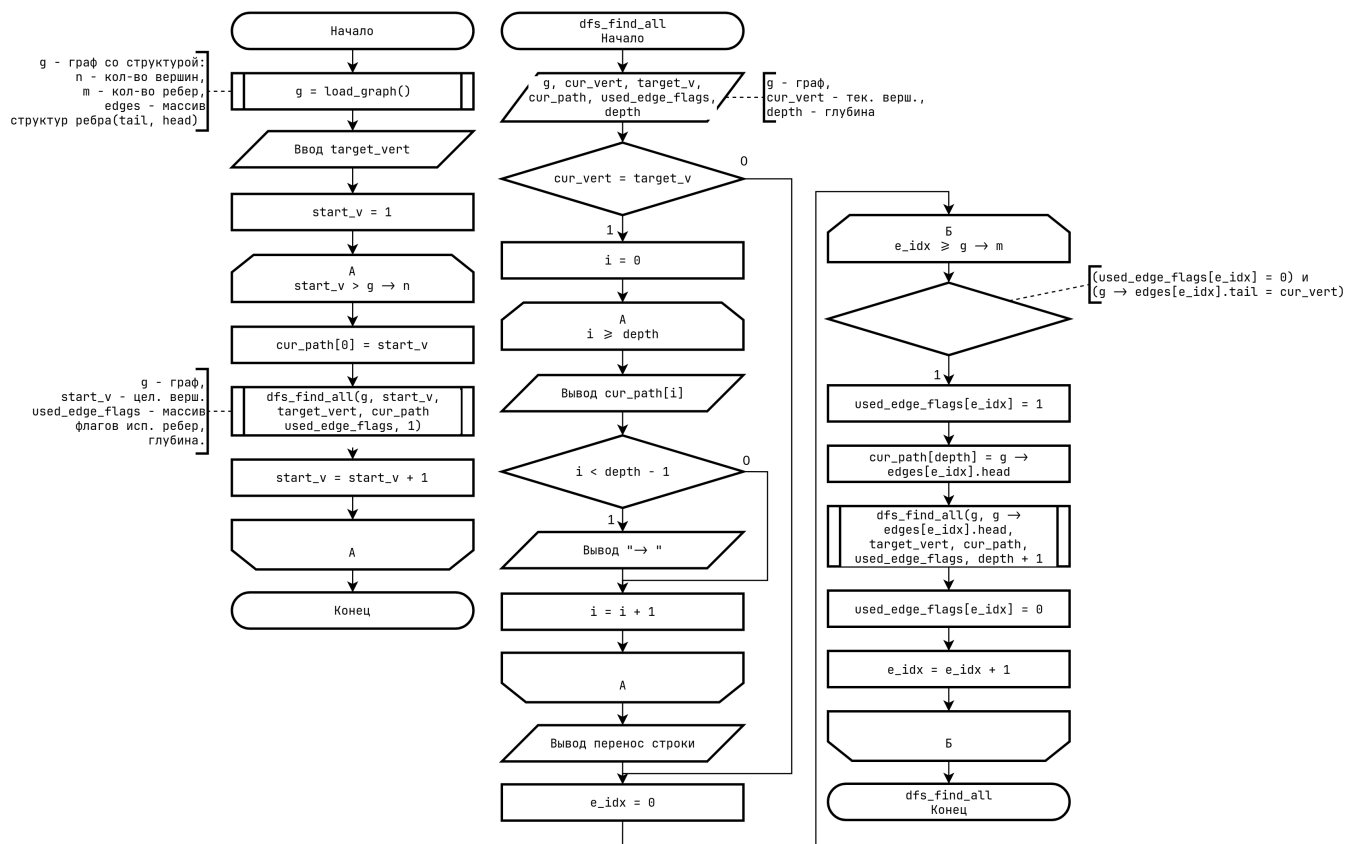 Начало
g - граф со структурой:
n - кол-во вершин,
m - кол-во ребер,
edges - массив
структур ребра(tail, head)
g = load_graph()
Ввод target_vert
start_v = 1
А
start_v > g → n
cur_path[0] = start_v
g - граф,
start_v - цел. верш.
used_edge_flags - массив
флагов исп. ребер,
глубина.
dfs_find_all(g, start_v,
target_vert, cur_path
used_edge_flags, 1)
start_v = start_v + 1
А
Конец
dfs_find_all
Начало
g, cur_vert, target_v,
cur_path, used_edge_flags,
depth
g - граф,
cur_vert - тек. верш.,
depth - глубина
cur_vert = target_v
0
1
i = 0
А
i ⩾ depth
Вывод cur_path[i]
i < depth - 1
0
1
Вывод "→ "
i = i + 1
А
Вывод перенос строки
e_idx = 0
Б
e_idx ⩾ g → m
(used_edge_flags[e_idx] = 0) и
(g → edges[e_idx].tail = cur_vert)
1
used_edge_flags[e_idx] = 1
cur_path[depth] = g →
edges[e_idx].head
dfs_find_all(g, g →
edges[e_idx].head,
target_vert, cur_path,
used_edge_flags, depth + 1
used_edge_flags[e_idx] = 0
e_idx = e_idx + 1
Б
dfs_find_all
Конец